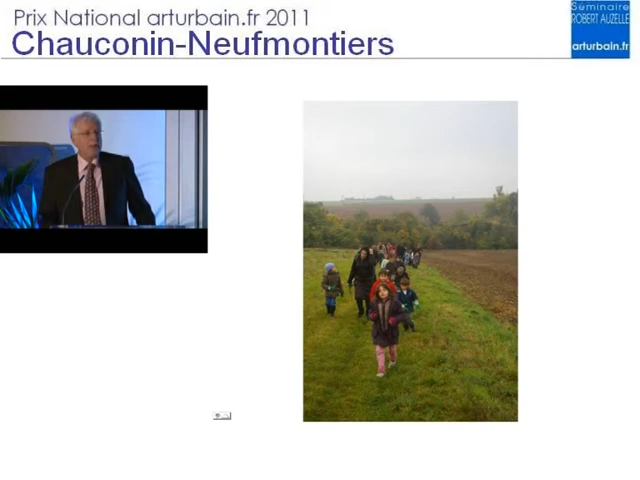 Prix National arturbain.fr 2011
Chauconin-Neufmontiers
Séminaire
ROBERT AUZELLE
arturbain.fr